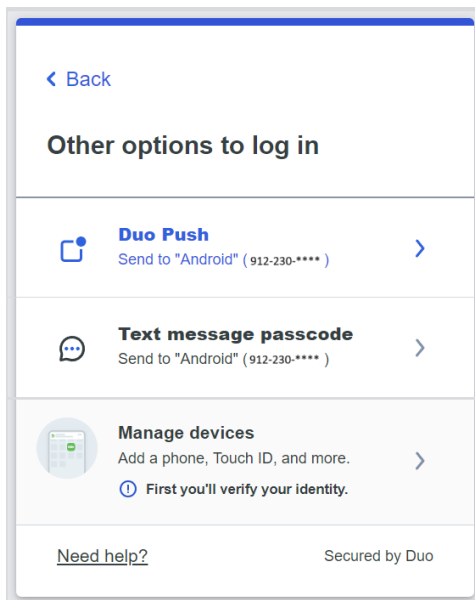 Back
Other options to log in
Duo Push
Send to "Android" ( 912-230-**** )
Text message passcode
Send to "Android" ( 912-230-**** )
Manage devices
Add a phone, Touch ID, and more.
First you'll verify your identity.
Need help? Secured by Duo